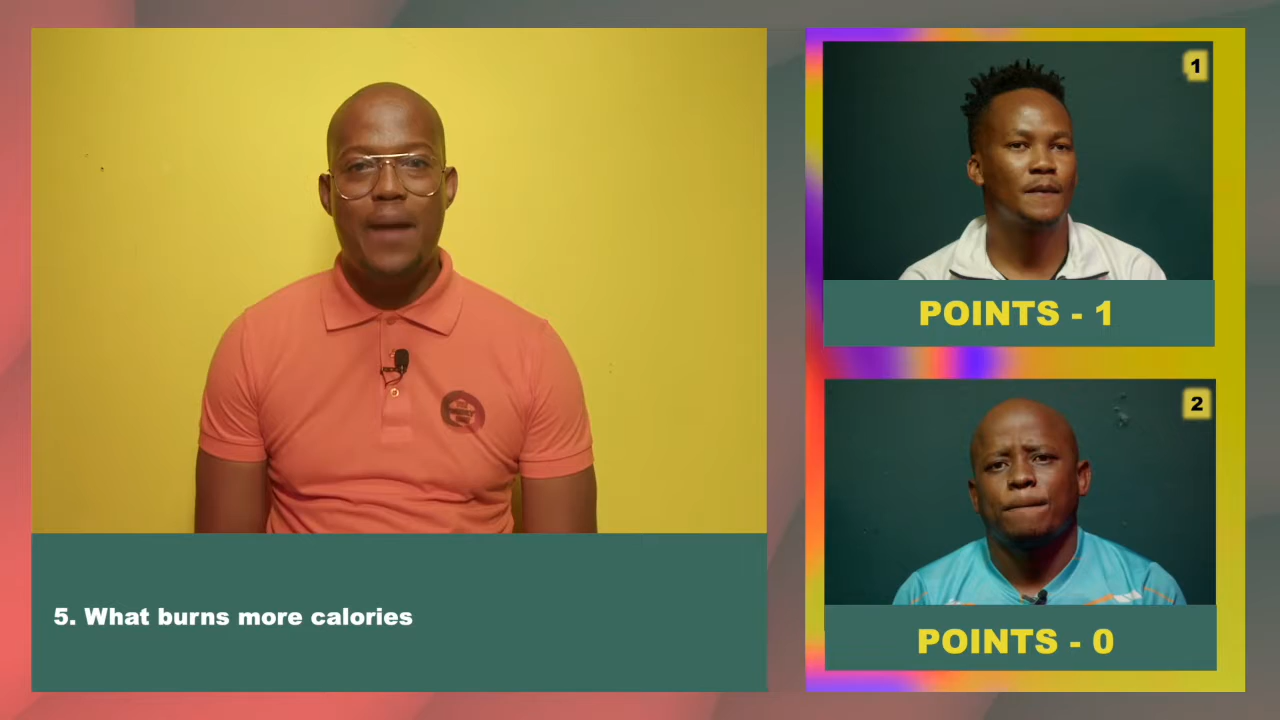 5. What burns more calories
1
POINTS - 1
2
POINTS - 0